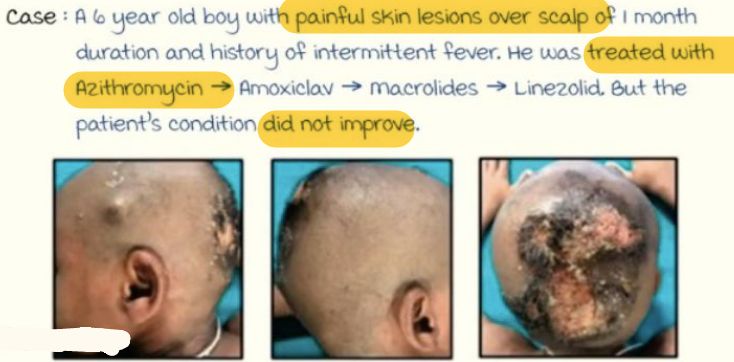 Case : A 6 year old boy with painful skin lesions over scalp of 1 month
duration and history of intermittent fever. He was treated with
Azithromycin → Amoxiclav → macrolides → Linezolid. But the
patient's condition did not improve.